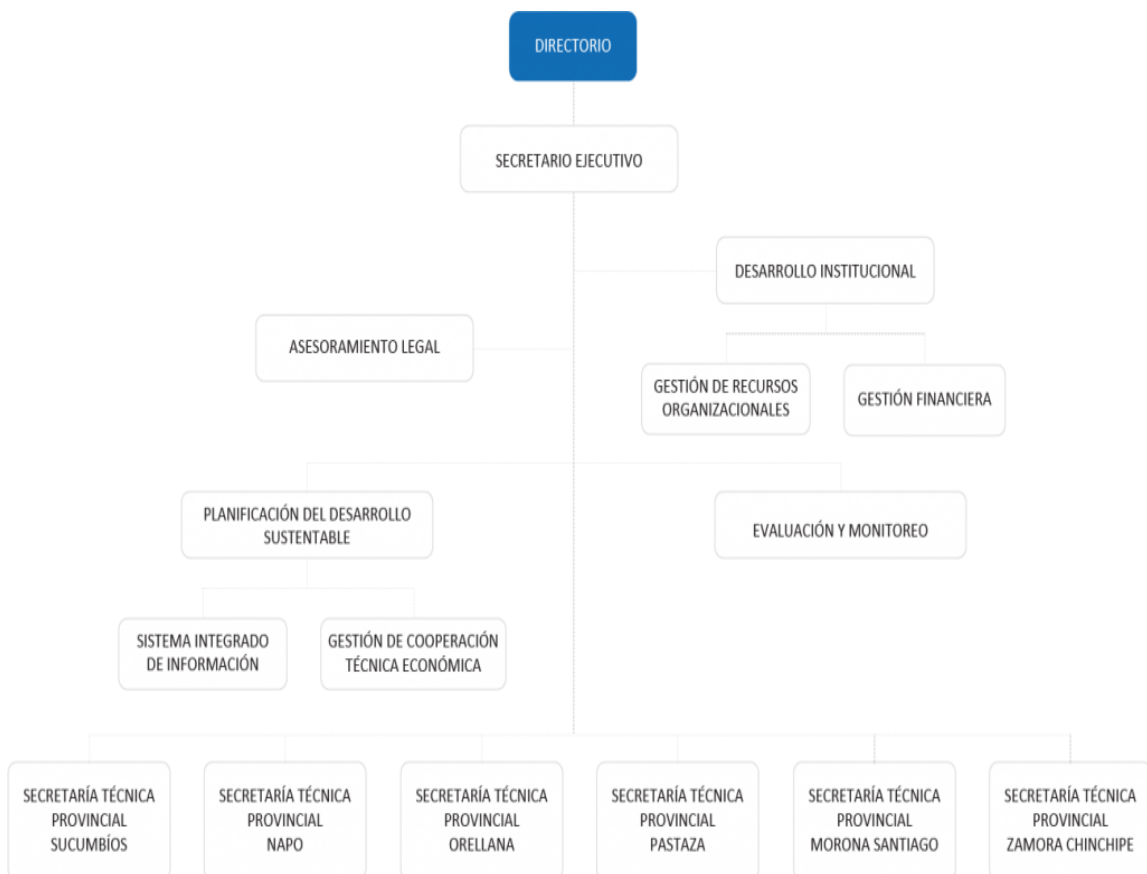 DIRECTORIO
SECRETARIO EJECUTIVO
DESARROLLO INSTITUCIONAL
ASESORAMIENTO LEGAL
GESTIÓN DE RECURSOS
ORGANIZACIONALES
GESTIÓN FINANCIERA
PLANIFICACIÓN DEL DESARROLLO
SUSTENTABLE
EVALUACIÓN Y MONITOREO
SISTEMA INTEGRADO
DE INFORMACIÓN
GESTIÓN DE COOPERACIÓN
TÉCNICA ECONÓMICA
SECRETARÍA TÉCNICA
PROVINCIAL
SUCUMBÍOS
SECRETARÍA TÉCNICA
PROVINCIAL
NAPO
SECRETARÍA TÉCNICA
PROVINCIAL
ORELLANA
SECRETARÍA TÉCNICA
PROVINCIAL
PASTAZA
SECRETARÍA TÉCNICA
PROVINCIAL
MORONA SANTIAGO
SECRETARÍA TÉCNICA
PROVINCIAL
ZAMORA CHINCHIPE